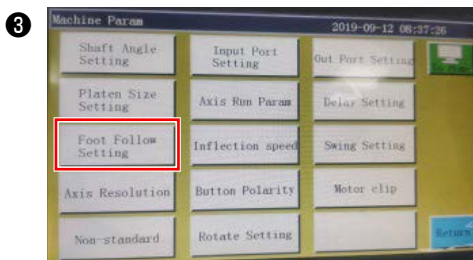 3
Machine Param
2019-09-12 08:37:26
Shaft Angle
Setting
Input Port
Setting
Out Port Setting
Platen Size
Setting
Axis Run Param
Delay Setting
Foot Follow
Setting
Inflection speed
Swing Setting
Axis Resolution
Button Polarity
Motor clip
Non-standard
Rotate Setting
Return